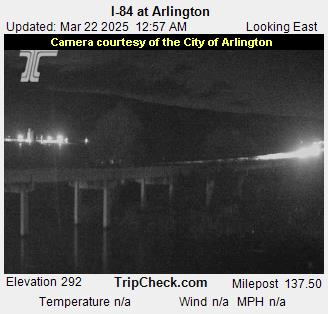 I-84 at Arlington
Updated: Mar 22 2025 12:57 AM Looking East
Camera courtesy of the City of Arlington
Elevation 292 TripCheck.com Milepost 137.50
Temperature n/a Wind n/a MPH n/a